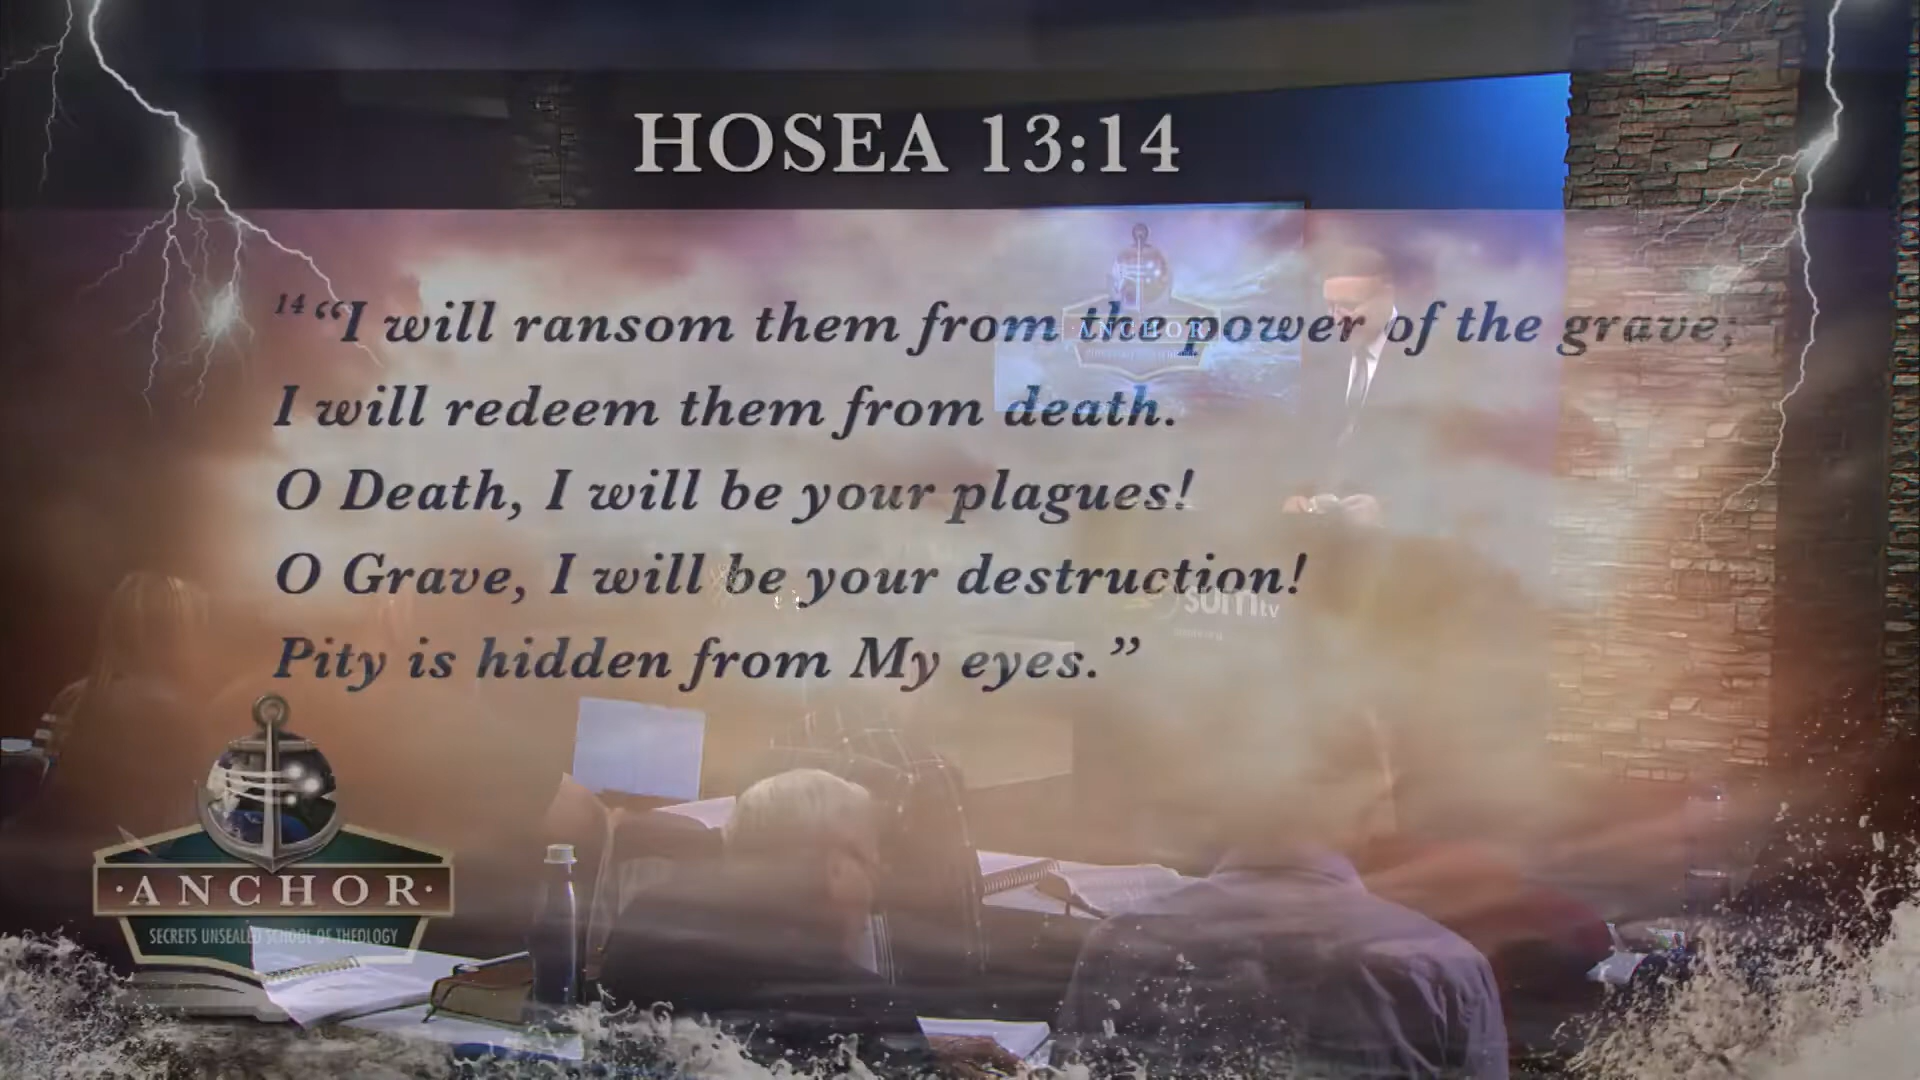 HOSEA 13:14
14 “I will ransom them from the power of the grave;
I will redeem them from death.
O Death, I will be your plagues!
O Grave, I will be your destruction!
Pity is hidden from My eyes.”
·ANCHOR·
sumtv
·ANCHOR·
SECRETS UNSEALED SCHOOL OF THEOLOGY